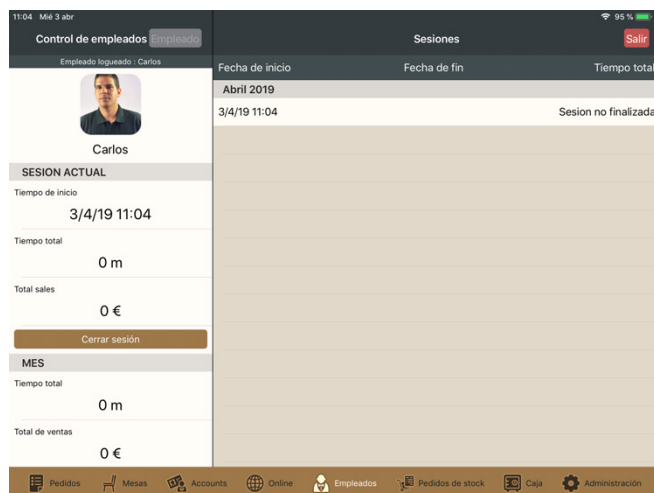 11:04 Mié 3 abr
95 %
Control de empleados Empleado
Sesiones
Salir
Empleado logueado : Carlos
Fecha de inicio
Fecha de fin
Tiempo total
Abril 2019
3/4/19 11:04
Sesion no finalizada
Carlos
SESION ACTUAL
Tiempo de inicio
3/4/19 11:04
Tiempo total
0 m
Total sales
0 €
Cerrar sesión
MES
Tiempo total
0 m
Total de ventas
0 €
Pedidos
Mesas
Accounts
Online
Empleados
Pedidos de stock
Caja
Administración